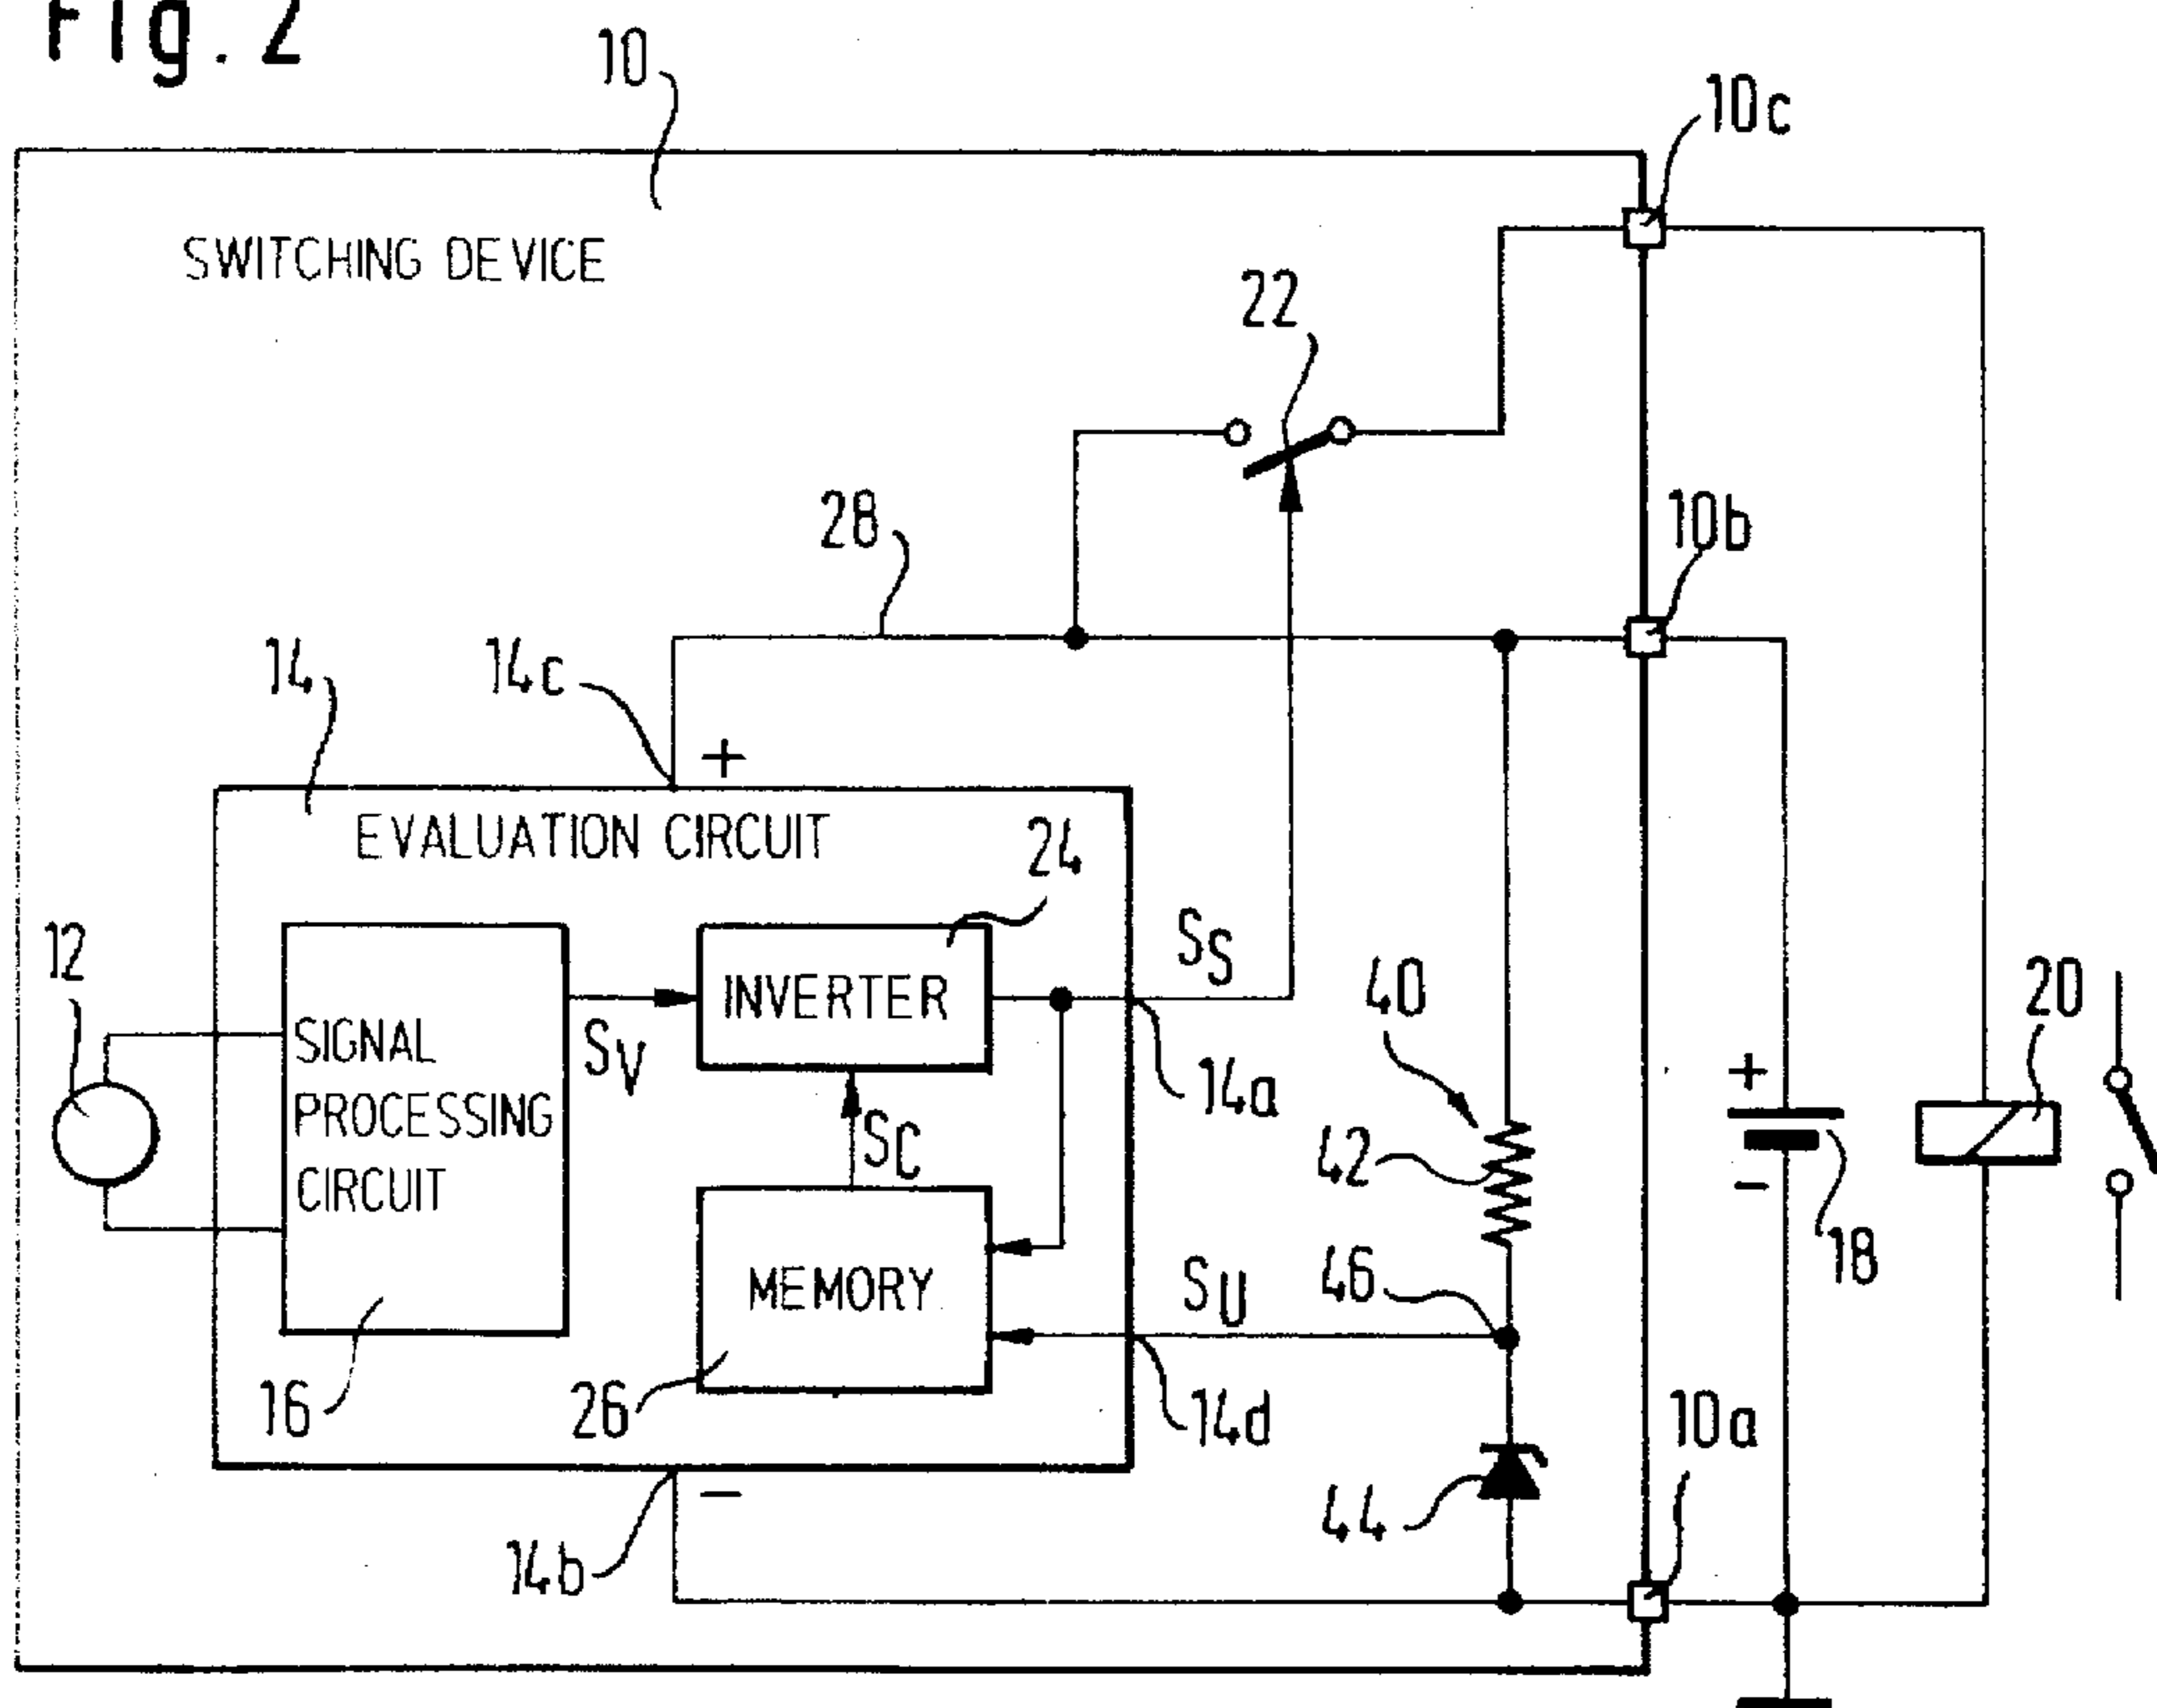 Fig. 2
10
10c
SWITCHING DEVICE
22
28
10b
14
14c
+
EVALUATION CIRCUIT
24
12
SIGNAL
PROCESSING
CIRCUIT
SV
INVERTER
SS
14a
40
20
+
SC
42
-
18
MEMORY
SU
46
16
26
14d
10a
44
-
14b